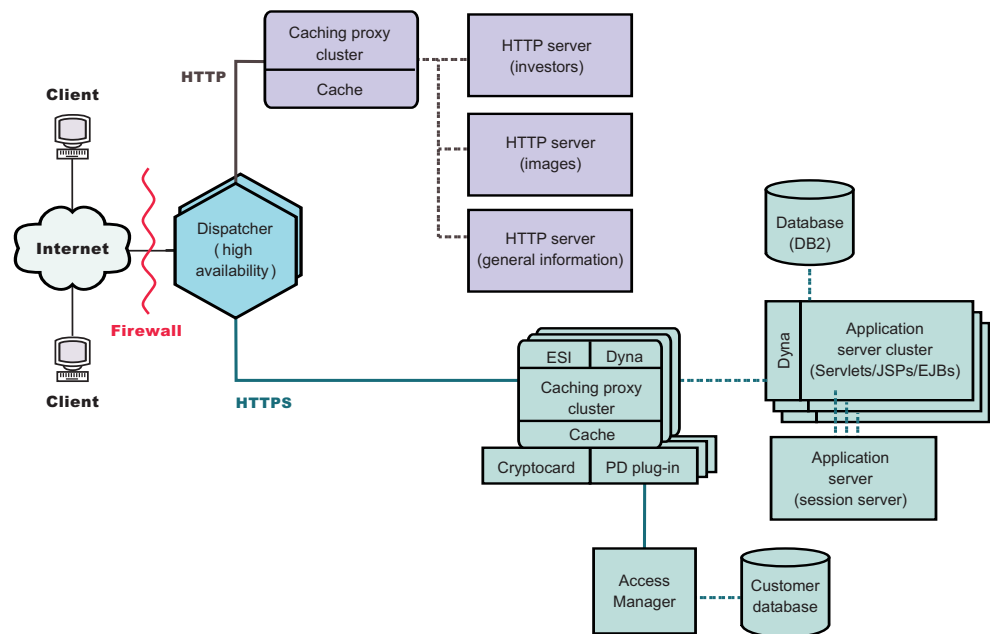 Caching proxy
cluster
Cache
HTTP server
(investors)
HTTP
Client
HTTP server
(images)
Internet
Dispatcher
(high
availability)
HTTP server
(general information)
Database
(DB2)
Firewall
Client
HTTPS
ESI
Dyna
Caching proxy
cluster
Cache
Cryptocard
PD plug-in
Dyna
Application
server cluster
(Servlets/JSPs/EJBs)
Application
server
(session server)
Access
Manager
Customer
database